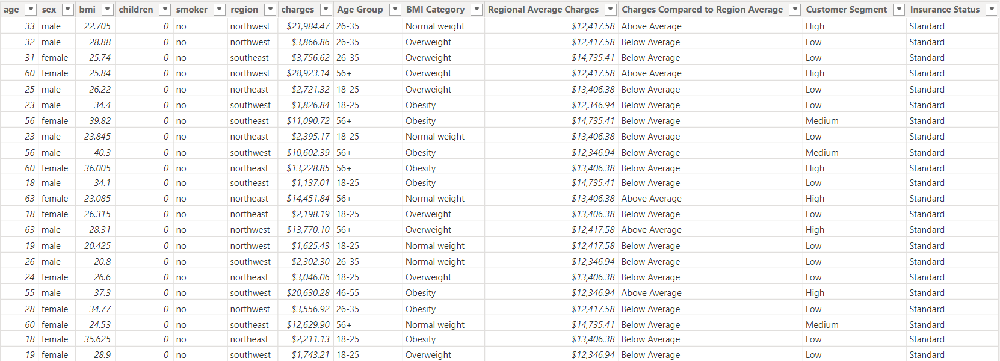 age sex bmi children smoker region charges Age Group BMI Category Regional Average Charges Charges Compared to Region Average Customer Segment Insurance Status
33 male 22.705 0 no northwest $21,984.47 26-35 Normal weight $12,417.58 Above Average High Standard
32 male 28.88 0 no northwest $3,866.86 26-35 Overweight $12,417.58 Below Average Low Standard
31 female 25.74 0 no southeast $3,756.62 26-35 Overweight $14,735.41 Below Average Low Standard
60 female 25.84 0 no northwest $28,923.14 56+ Overweight $12,417.58 Above Average High Standard
25 male 26.22 0 no northeast $2,721.32 18-25 Overweight $13,406.38 Below Average Low Standard
23 male 34.4 0 no southwest $1,826.84 18-25 Obesity $12,346.94 Below Average Low Standard
56 female 39.82 0 no southeast $11,090.72 56+ Obesity $14,735.41 Below Average Medium Standard
23 male 23.845 0 no northeast $2,395.17 18-25 Normal weight $13,406.38 Below Average Low Standard
56 male 40.3 0 no southwest $10,602.39 56+ Obesity $12,346.94 Below Average Medium Standard
60 female 36.005 0 no northeast $13,228.85 56+ Obesity $13,406.38 Below Average High Standard
18 male 34.1 0 no southeast $1,137.01 18-25 Obesity $14,735.41 Below Average Low Standard
63 female 23.085 0 no northeast $14,451.84 56+ Normal weight $13,406.38 Above Average High Standard
18 female 26.315 0 no northeast $2,198.19 18-25 Overweight $13,406.38 Below Average Low Standard
63 male 28.31 0 no northwest $13,770.10 56+ Overweight $12,417.58 Above Average High Standard
19 male 20.425 0 no northwest $1,625.43 18-25 Normal weight $12,417.58 Below Average Low Standard
26 male 20.8 0 no southwest $2,302.30 26-35 Normal weight $12,346.94 Below Average Low Standard
24 female 26.6 0 no northeast $3,046.06 18-25 Overweight $13,406.38 Below Average Low Standard
55 male 37.3 0 no southwest $20,630.28 46-55 Obesity $12,346.94 Above Average High Standard
28 female 34.77 0 no northwest $3,556.92 26-35 Obesity $12,417.58 Below Average Low Standard
60 female 24.53 0 no southeast $12,629.90 56+ Normal weight $14,735.41 Below Average Medium Standard
18 female 35.625 0 no northeast $2,211.13 18-25 Obesity $13,406.38 Below Average Low Standard
19 female 28.9 0 no southwest $1,743.21 18-25 Overweight $12,346.94 Below Average Low Standard